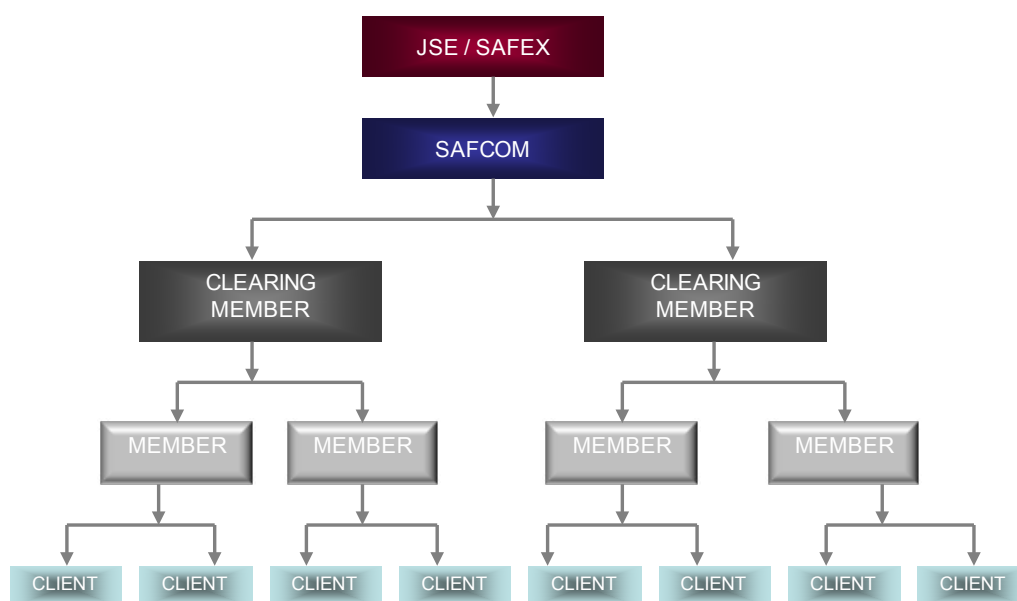 JSE / SAFEX
SAFCOM
CLEARING
MEMBER
CLEARING
MEMBER
MEMBER
MEMBER
MEMBER
MEMBER
CLIENT
CLIENT
CLIENT
CLIENT
CLIENT
CLIENT
CLIENT
CLIENT